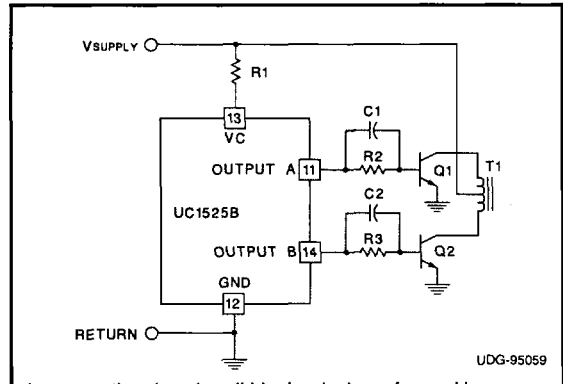 VSUPPLY
R1
13
VC
C1
OUTPUT A 11
R2
Q1
T1
UC1525B
C2
OUTPUT B 14
R3
Q2
GND
12
RETURN
UDG-95059